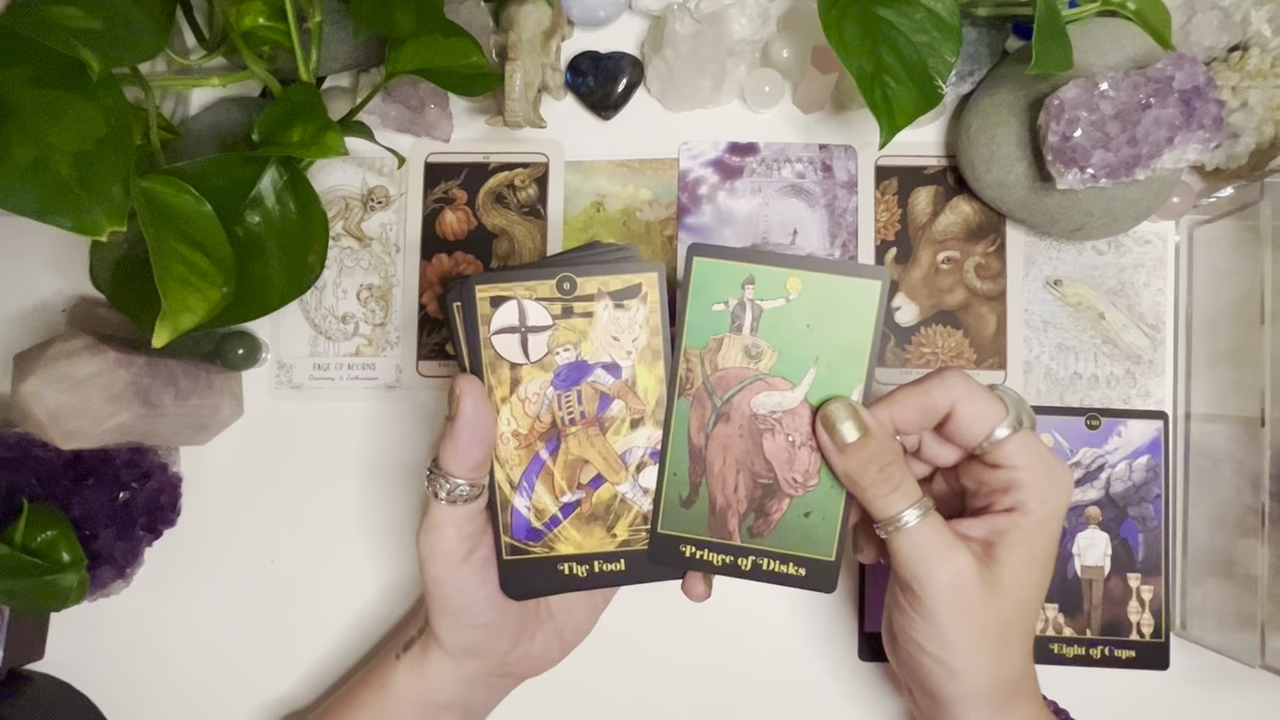 PAGE OF ACORNS
Discovery & Enthusiasm
0
The Fool
Prince of Disks
VIII
Eight of Cups